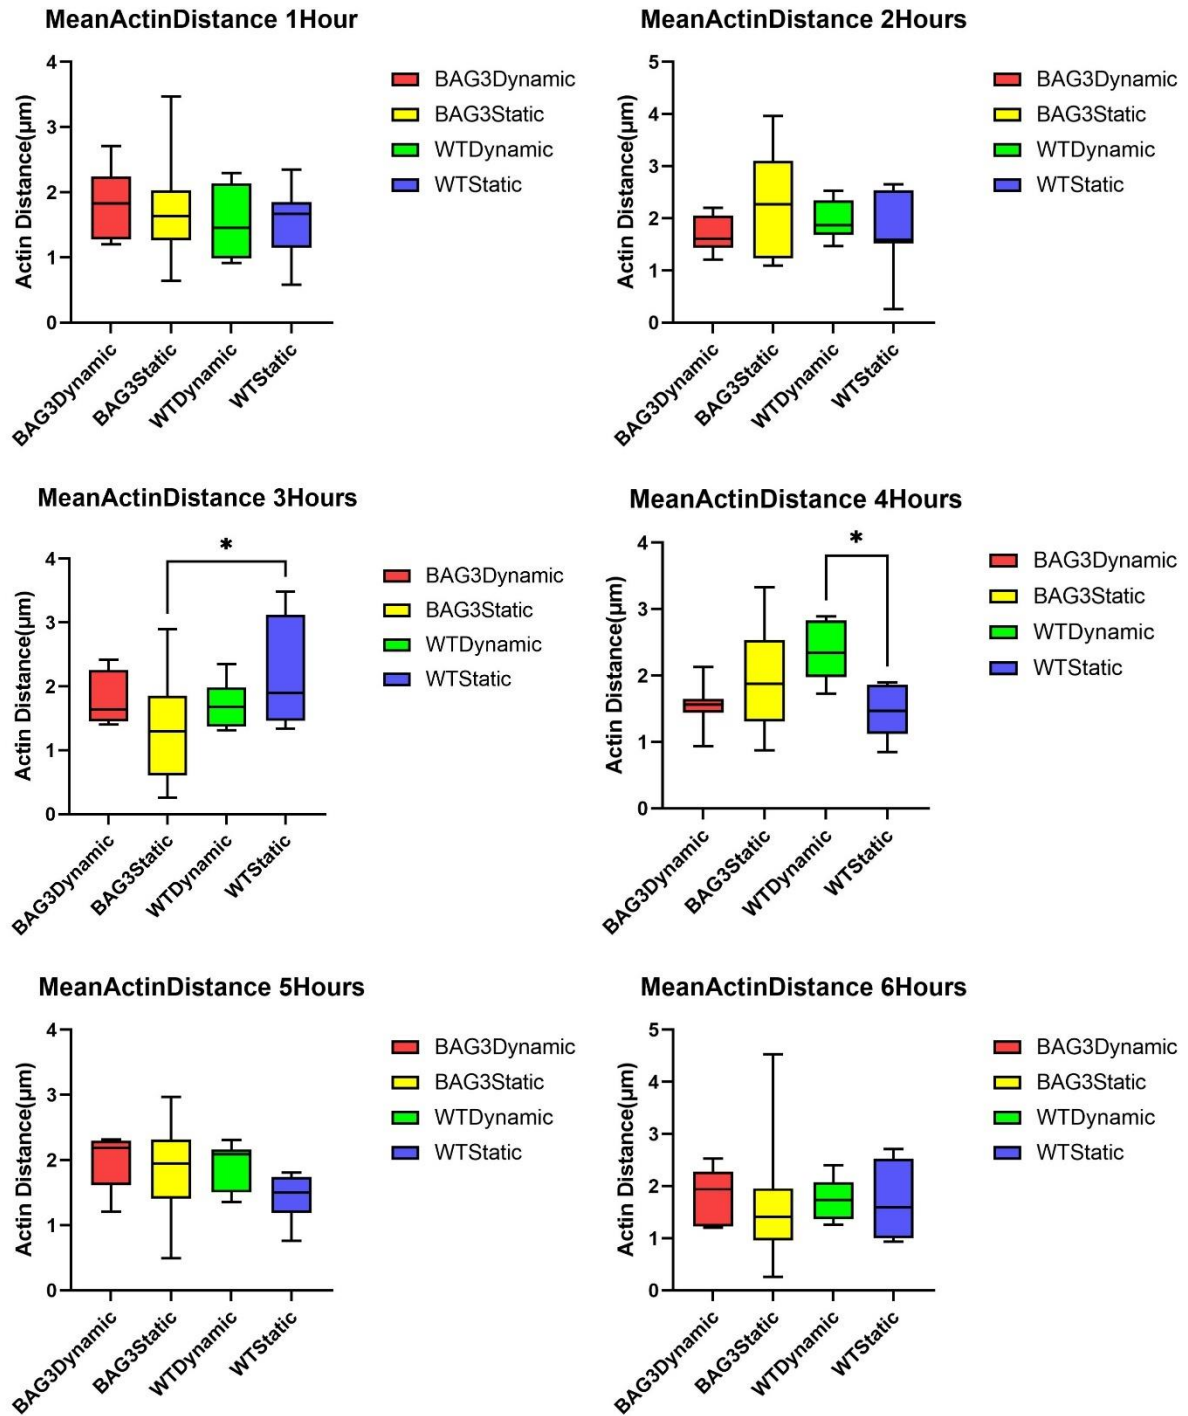 MeanActinDistance 1Hour
Actin Distance(μm)
4
3
2
1
0
BAG3Dynamic
BAG3Static
WTDynamic
WTStatic
BAG3Dynamic
BAG3Static
WTDynamic
WTStatic
MeanActinDistance 2Hours
Actin Distance(μm)
5
4
3
2
1
0
BAG3Dynamic
BAG3Static
WTDynamic
WTStatic
BAG3Dynamic
BAG3Static
WTDynamic
WTStatic
MeanActinDistance 3Hours
Actin Distance(μm)
4
3
2
1
0
*
BAG3Dynamic
BAG3Static
WTDynamic
WTStatic
BAG3Dynamic
BAG3Static
WTDynamic
WTStatic
MeanActinDistance 4Hours
Actin Distance(μm)
4
3
2
1
0
*
BAG3Dynamic
BAG3Static
WTDynamic
WTStatic
BAG3Dynamic
BAG3Static
WTDynamic
WTStatic
MeanActinDistance 5Hours
Actin Distance(μm)
4
3
2
1
0
BAG3Dynamic
BAG3Static
WTDynamic
WTStatic
BAG3Dynamic
BAG3Static
WTDynamic
WTStatic
MeanActinDistance 6Hours
Actin Distance(μm)
5
4
3
2
1
0
BAG3Dynamic
BAG3Static
WTDynamic
WTStatic
BAG3Dynamic
BAG3Static
WTDynamic
WTStatic